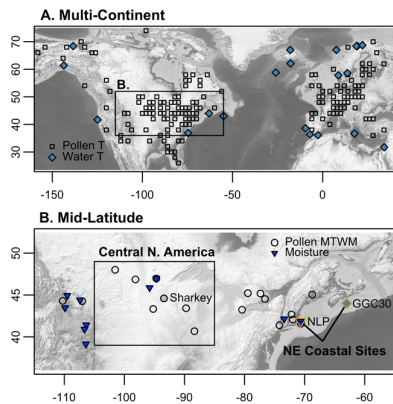 A. Multi-Continent
70
60
50
40
30
B.
Pollen T
Water T
−150 −100 −50 0
B. Mid-Latitude
Pollen MTWM
Moisture
Central N. America
50
45
40
Sharkey
GGC30
NLP
NE Coastal Sites
−110 −100 −90 −80 −70 −60